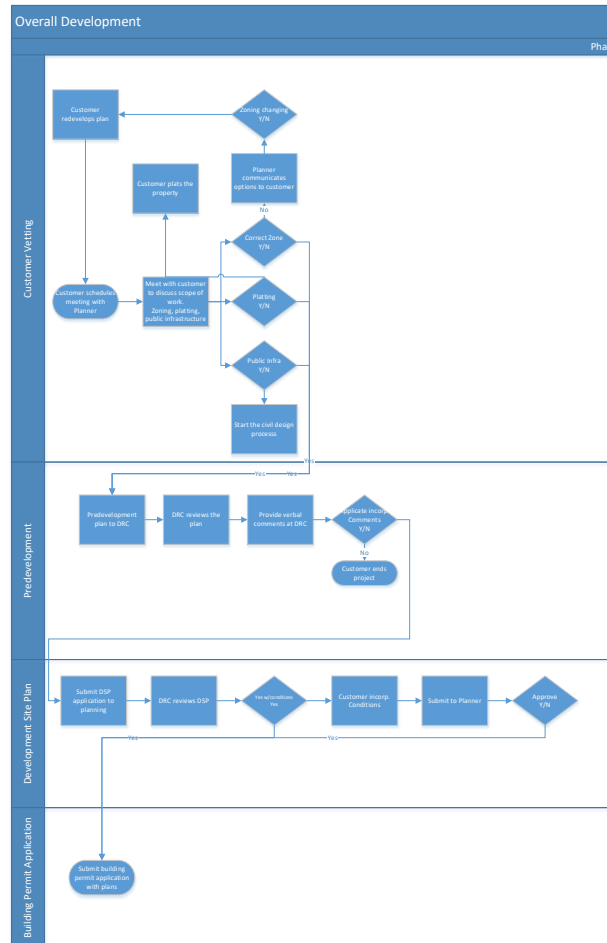 Overall Development
Pha
Customer Vetting
Customer
redevelops plan
Zoning changing
Y/N
Customer plats the
property
Planner
communicates
options to customer
No
Correct Zone
Y/N
Customer schedules
meeting with
Planner
Meet with customer
to discuss scope of
work.
Zoning, platting,
public infrastructure
Platting
Y/N
Public Infra
Y/N
Start the civil design
process
Yes
Yes
Yes
Predevelopment
Predevelopment
plan to DRC
DRC reviews the
plan
Provide verbal
comments at DRC
pplicate incorp
Comments
Y/N
No
Customer ends
project
Development Site Plan
Submit DSP
application to
planning
DRC reviews DSP
Yes w/conditions
Yes
Customer incorp.
Conditions
Submit to Planner
Approve
Y/N
Yes
Yes
Building Permit Application
Submit building
permit application
with plans